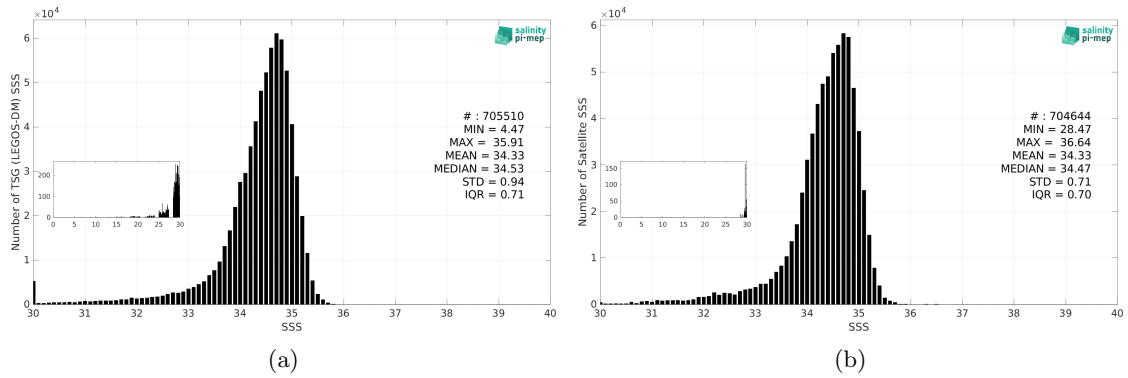 ×10⁴
6
5
4
3
2
1
0
Number of TSG (LEGOS-DM) SSS
salinity
pi-mep
# : 705510
MIN = 4.47
MAX = 35.91
MEAN = 34.33
MEDIAN = 34.53
STD = 0.94
IQR = 0.71
200
100
0
0 5 10 15 20 25 30
30 31 32 33 34 35 36 37 38 39 40
SSS
(a)
×10⁴
6
5
4
3
2
1
0
Number of Satellite SSS
salinity
pi-mep
# : 704644
MIN = 28.47
MAX = 36.64
MEAN = 34.33
MEDIAN = 34.47
STD = 0.71
IQR = 0.70
150
100
50
0
0 5 10 15 20 25 30
30 31 32 33 34 35 36 37 38 39 40
SSS
(b)